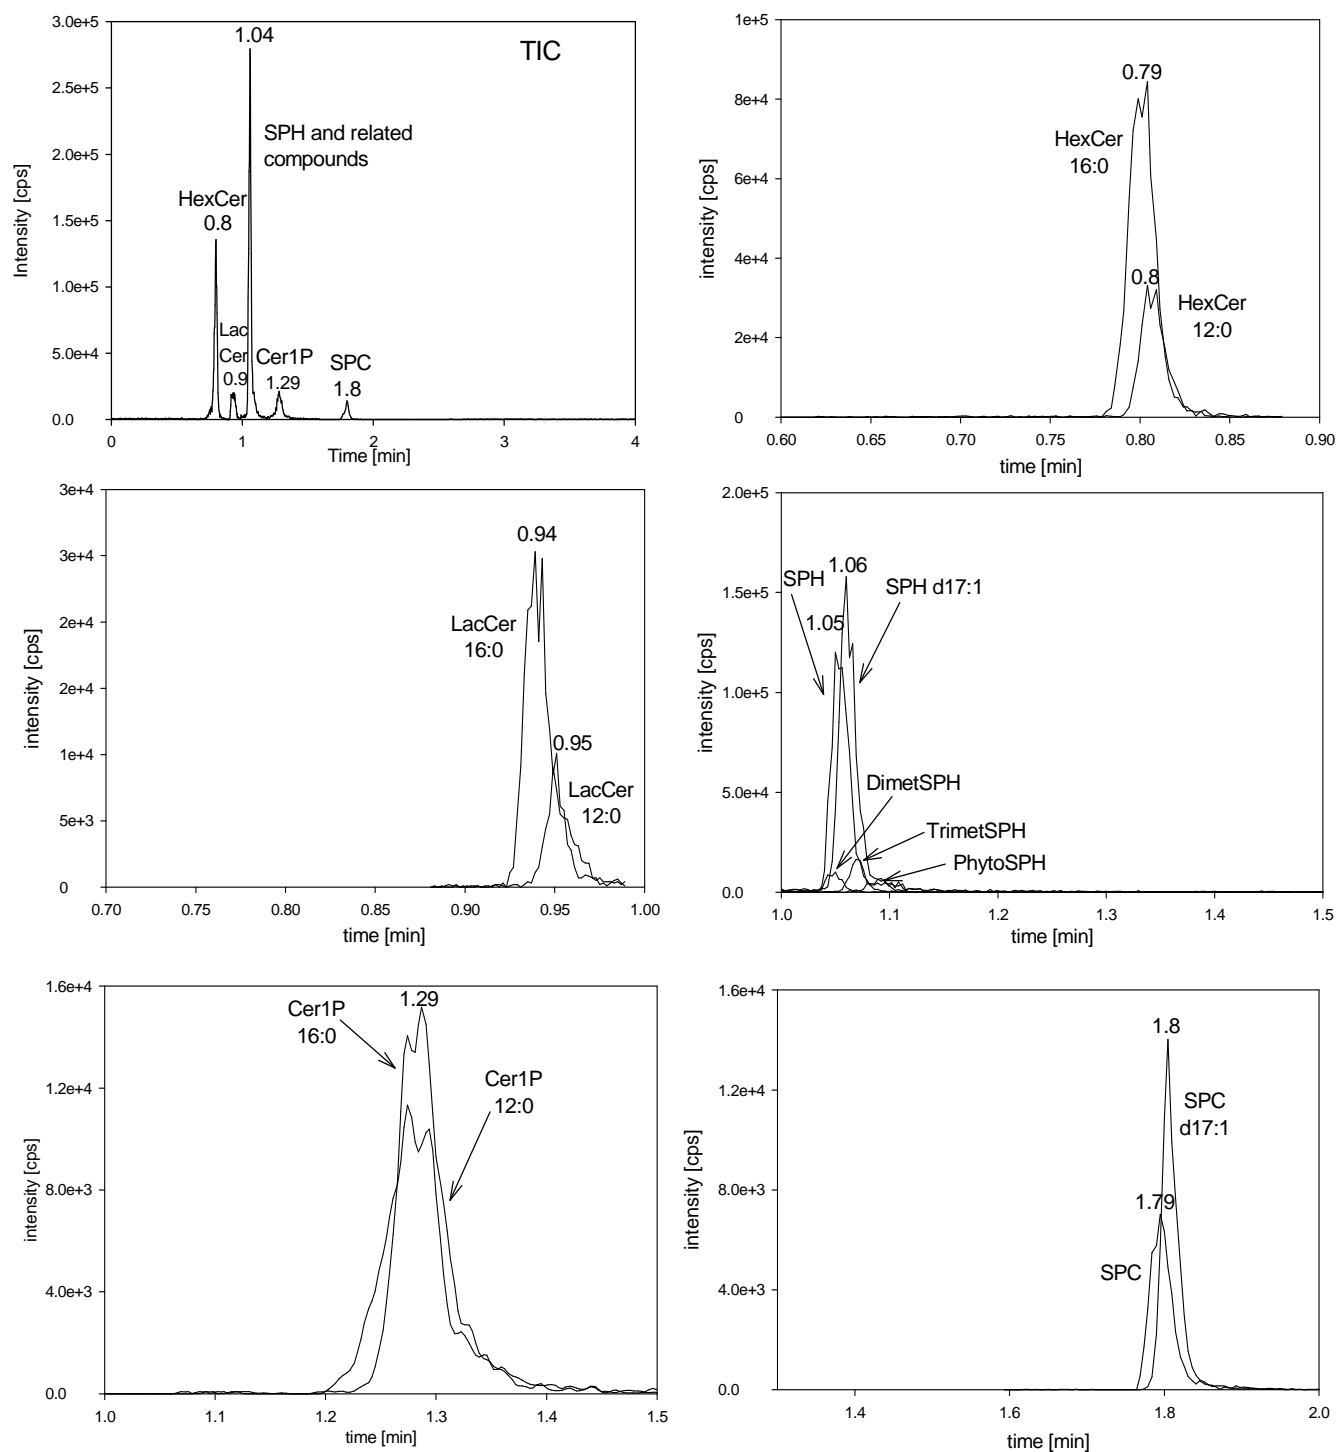 TIC
3.0e+5
2.5e+5
2.0e+5
1.5e+5
1.0e+5
5.0e+4
0.0
Intensity [cps]
1.04
SPH and related
compounds
HexCer
0.8
Lac
Cer
0.9
Cer1P
1.29
SPC
1.8
0 1 2 3 4
Time [min]
1e+5
8e+4
6e+4
4e+4
2e+4
0
intensity [cps]
0.79
HexCer
16:0
0.8
HexCer
12:0
0.60 0.65 0.70 0.75 0.80 0.85 0.90
time [min]
3e+4
3e+4
2e+4
2e+4
1e+4
5e+3
0
intensity [cps]
0.94
LacCer
16:0
0.95
LacCer
12:0
0.70 0.75 0.80 0.85 0.90 0.95 1.00
time [min]
2.0e+5
1.5e+5
1.0e+5
5.0e+4
0.0
intensity [cps]
1.06
SPH
SPH d17:1
1.05
DimetSPH
TrimetSPH
PhytoSPH
1.0 1.1 1.2 1.3 1.4 1.5
time [min]
1.6e+4
1.2e+4
8.0e+3
4.0e+3
0.0
intensity [cps]
1.29
Cer1P
16:0
Cer1P
12:0
1.0 1.1 1.2 1.3 1.4 1.5
time [min]
1.6e+4
1.2e+4
8.0e+3
4.0e+3
0.0
intensity [cps]
1.8
SPC
d17:1
1.79
SPC
1.4 1.6 1.8 2.0
time [min]